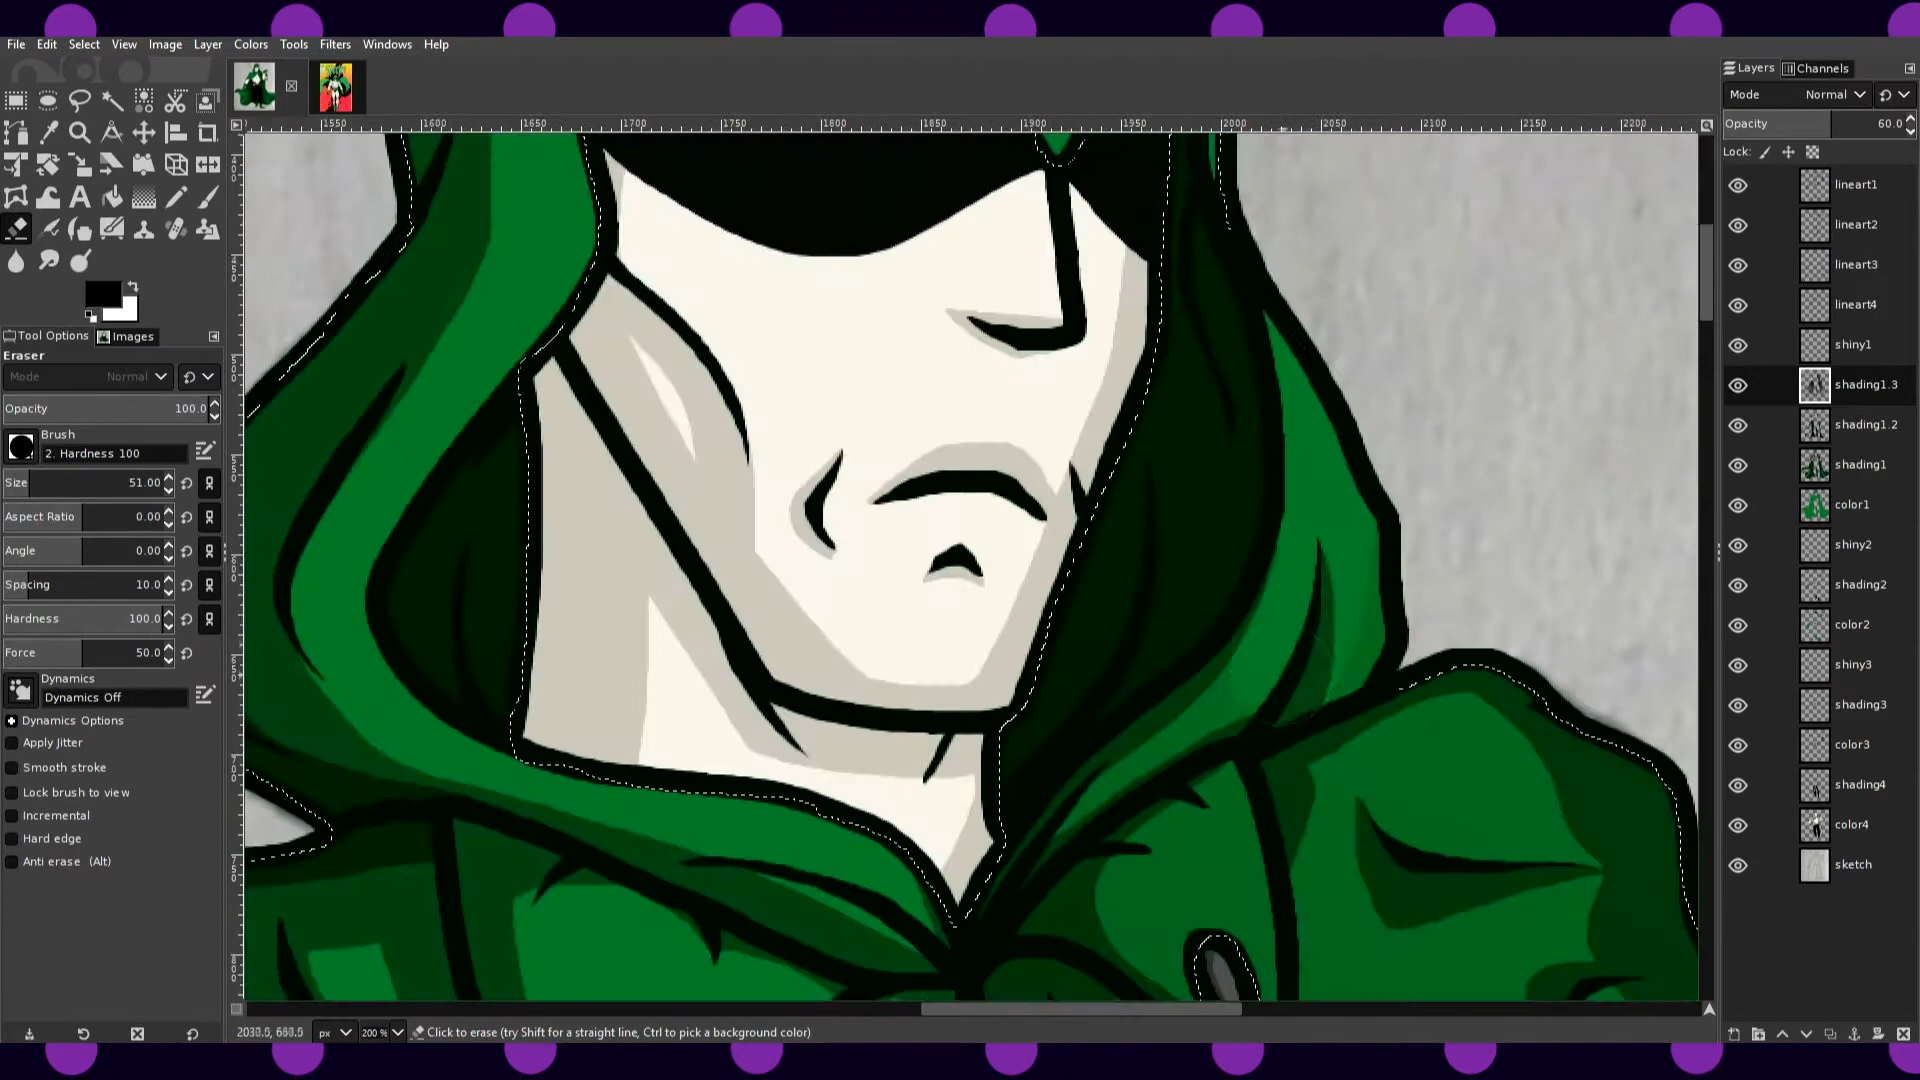 File Edit Select View Image Layer Colors Tools Filters Windows Help
Layers Channels
Mode Normal
Opacity 60.0
Lock:
1550 1600 1650 1700 1750 1800 1850 1900 1950 2000 2050 2100 2150 2200
lineart1
lineart2
lineart3
lineart4
shiny1
shading1.3
shading1.2
shading1
color1
shiny2
shading2
color2
shiny3
shading3
color3
shading4
color4
sketch
Tool Options Images
Eraser
Mode Normal
Opacity 100.0
Brush
2. Hardness 100
Size 51.00
Aspect Ratio 0.00
Angle 0.00
Spacing 10.0
Hardness 100.0
Force 50.0
Dynamics
Dynamics Off
Dynamics Options
Apply Jitter
Smooth stroke
Lock brush to view
Incremental
Hard edge
Anti erase (Alt)
px 200 % Click to erase (try Shift for a straight line, Ctrl to pick a background color)